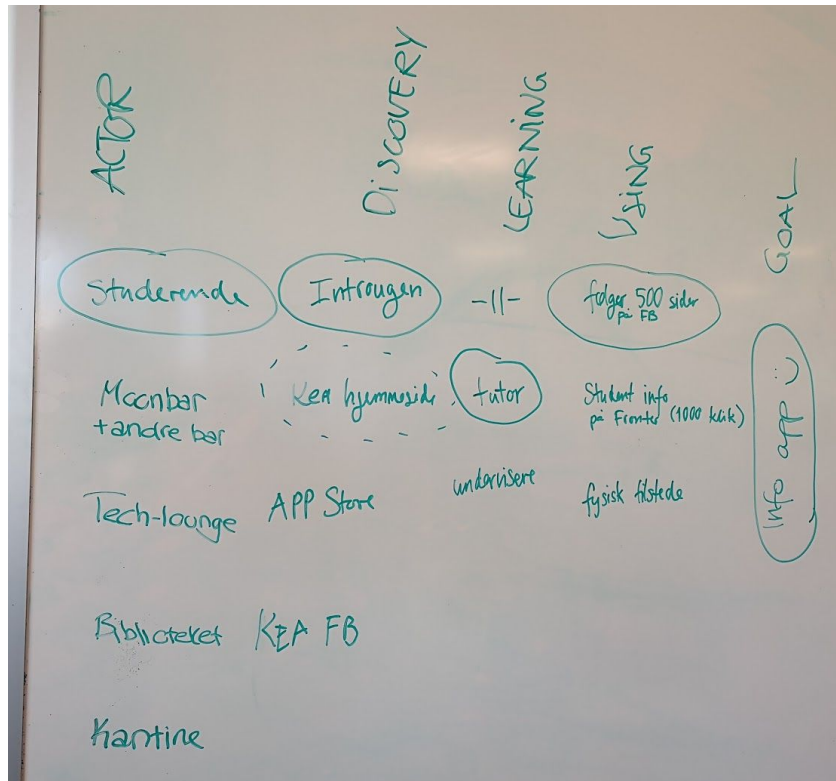 ACTOR
DISCOVERY
LEARNING
USING
GOAL
Studerende
Introugen
-||-
følger 500 sider
på FB
Moonbar
+andre bar
KEA hjemmeside
tutor
Student info
på Fronter (1000 klik)
Tech-lounge
APP Store
undervisere
fysisk tilstede
Info app :)
Biblioteket
KEA FB
Kantine